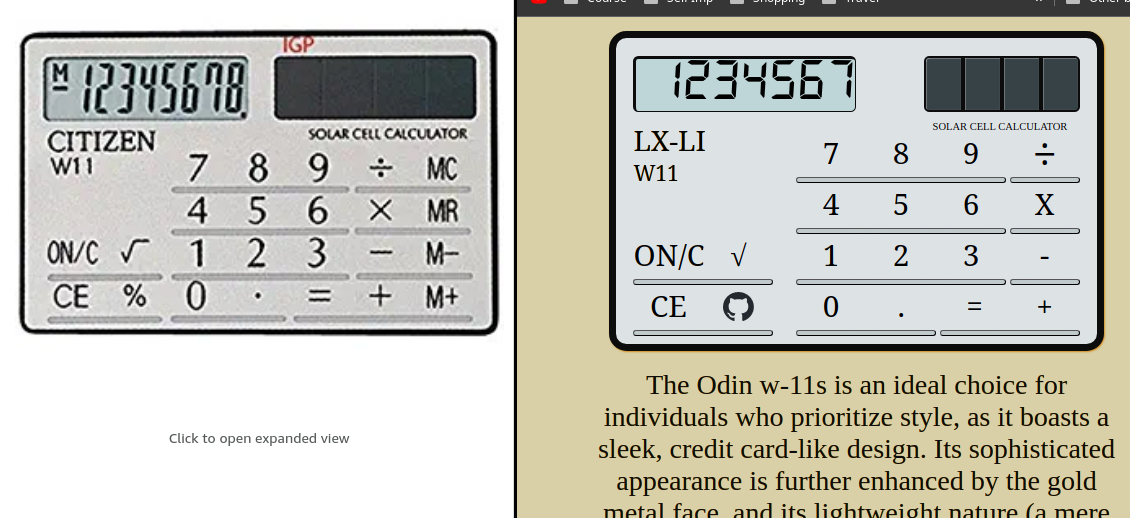 IGP
M
12345678.
CITIZEN
SOLAR CELL CALCULATOR
W11
7 8 9 ÷ MC
4 5 6 × MR
ON/C √ 1 2 3 − M−
CE % 0 . = + M+
Click to open expanded view
Course
Self Imp
Shopping
Travel
»
1234567
SOLAR CELL CALCULATOR
LX-LI
W11
7 8 9 ÷
4 5 6 X
ON/C √ 1 2 3 -
CE 0 . = +
The Odin w-11s is an ideal choice for
individuals who prioritize style, as it boasts a
sleek, credit card-like design. Its sophisticated
appearance is further enhanced by the gold
metal face, and its lightweight nature (a mere